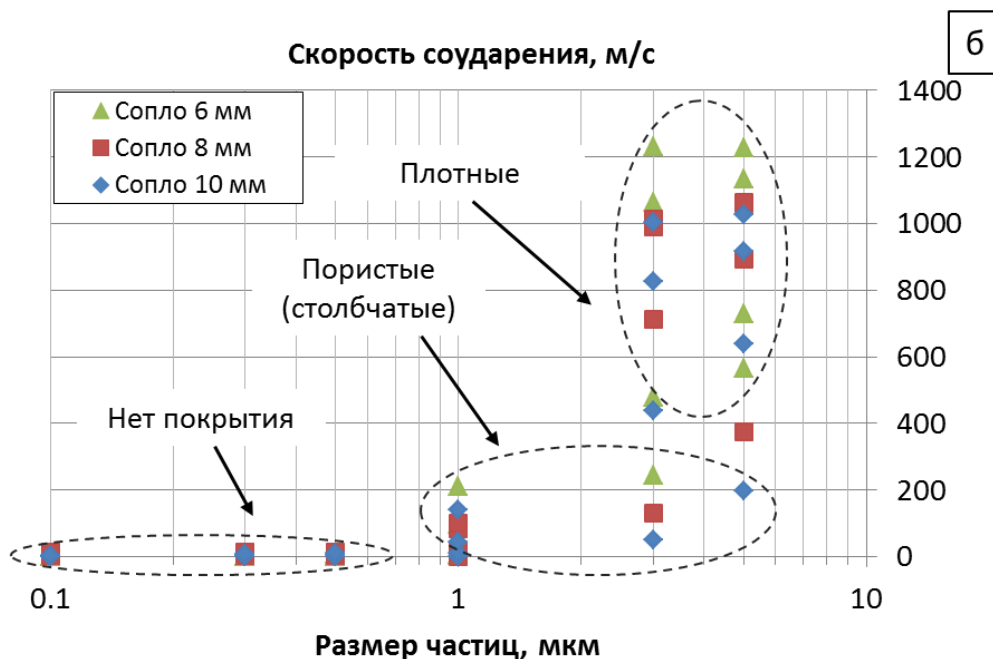 б
Скорость соударения, м/с
Сопло 6 мм
Сопло 8 мм
Сопло 10 мм
Плотные
Пористые
(столбчатые)
Нет покрытия
1400
1200
1000
800
600
400
200
0
0.1
1
10
Размер частиц, мкм